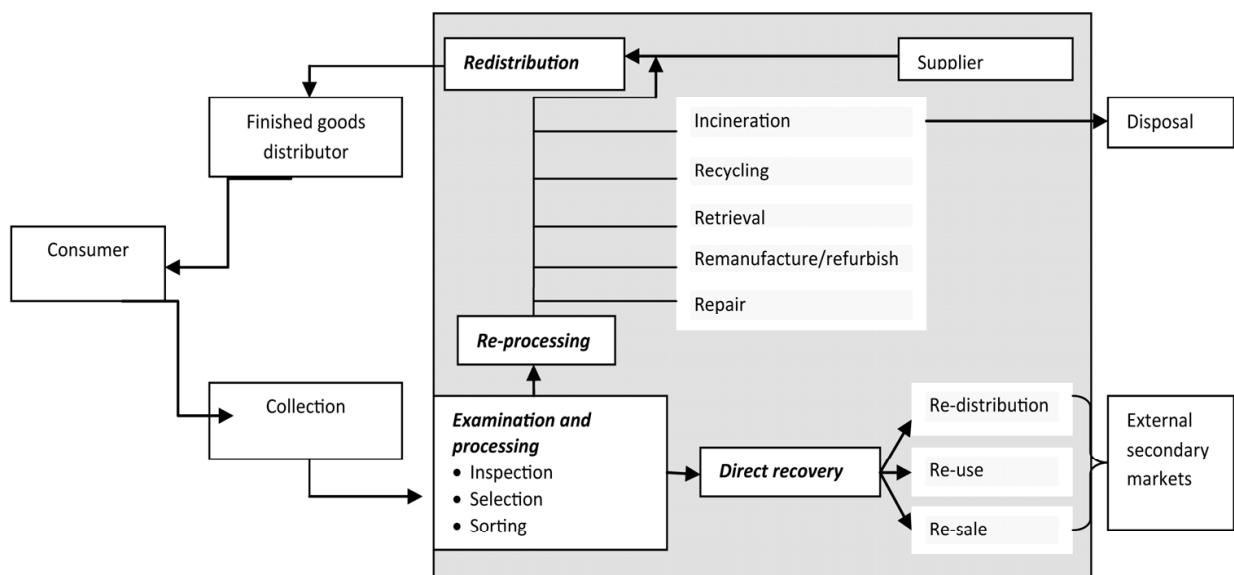 Redistribution
Supplier
Finished goods
distributor
Incineration
Disposal
Recycling
Retrieval
Consumer
Remanufacture/refurbish
Repair
Re-processing
Collection
Examination and
processing
• Inspection
• Selection
• Sorting
Direct recovery
Re-distribution
Re-use
Re-sale
External
secondary
markets